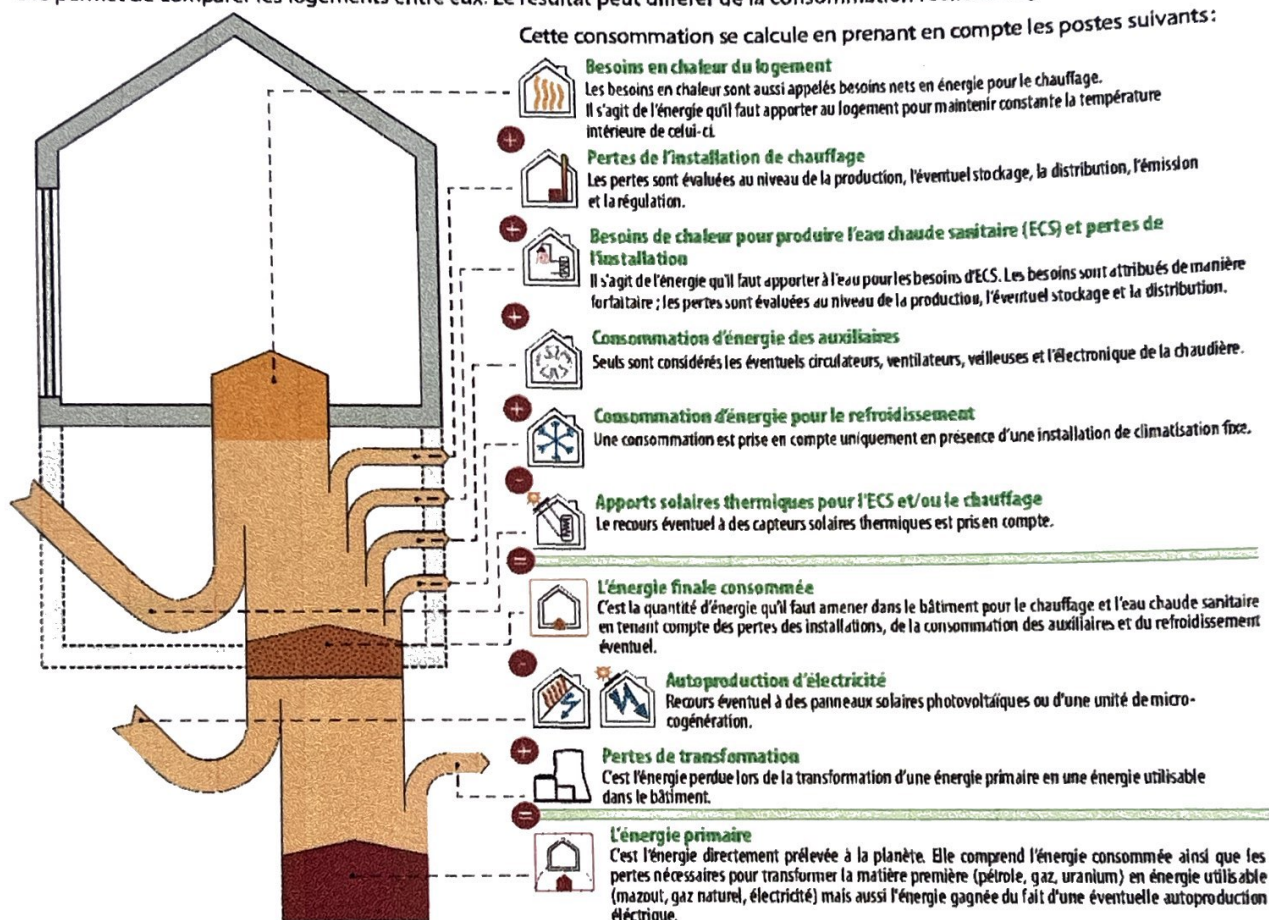 permet de comparer les logements entre eux. Le résultat peut différer de la consommation
Cette consommation se calcule en prenant en compte les postes suivants :
Besoins en chaleur du logement
Les besoins en chaleur sont aussi appelés besoins nets en énergie pour le chauffage.
Il s'agit de l'énergie qu'il faut apporter au logement pour maintenir constante la température
intérieure de celui-ci.
+
Pertes de l'installation de chauffage
Les pertes sont évaluées au niveau de la production, l'éventuel stockage, la distribution, l'émission
et la régulation.
+
Besoins de chaleur pour produire l'eau chaude sanitaire (ECS) et pertes de
l'installation
Il s'agit de l'énergie qu'il faut apporter à l'eau pour les besoins d'ECS. Les besoins sont attribués de manière
forfaitaire ; les pertes sont évaluées au niveau de la production, l'éventuel stockage et la distribution.
+
Consommation d'énergie des auxiliaires
Seuls sont considérés les éventuels circulateurs, ventilateurs, veilleuses et l'électronique de la chaudière.
+
Consommation d'énergie pour le refroidissement
Une consommation est prise en compte uniquement en présence d'une installation de climatisation fixe.
-
Apports solaires thermiques pour l'ECS et/ou le chauffage
Le recours éventuel à des capteurs solaires thermiques est pris en compte.
=
L'énergie finale consommée
C'est la quantité d'énergie qu'il faut amener dans le bâtiment pour le chauffage et l'eau chaude sanitaire
en tenant compte des pertes des installations, de la consommation des auxiliaires et du refroidissement
éventuel.
-
Autoproduction d'électricité
Recours éventuel à des panneaux solaires photovoltaïques ou d'une unité de micro-
cogénération.
+
Pertes de transformation
C'est l'énergie perdue lors de la transformation d'une énergie primaire en une énergie utilisable
dans le bâtiment.
=
L'énergie primaire
C'est l'énergie directement prélevée à la planète. Elle comprend l'énergie consommée ainsi que les
pertes nécessaires pour transformer la matière première (pétrole, gaz, uranium) en énergie utilisable
(mazout, gaz naturel, électricité) mais aussi l'énergie gagnée du fait d'une éventuelle autoproduction
éléctrique.